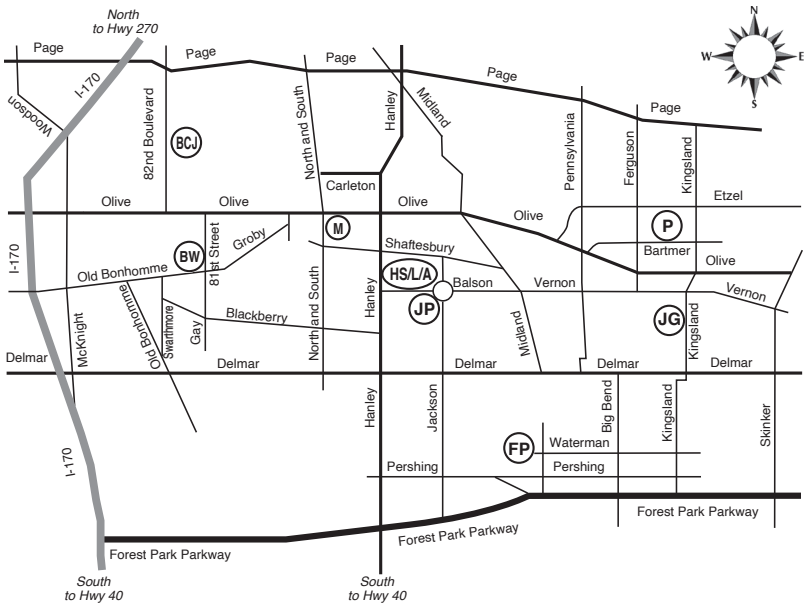 North
to Hwy 270
N
W
E
S
Page
Page
Page
Page
Page
Woodson
I-170
82nd Boulevard
BCJ
North and South
Hanley
Midland
Pennsylvania
Ferguson
Kingsland
Carleton
Etzel
Olive
Olive
Olive
Olive
P
M
Bartmer
Groby
Shaftesbury
Olive
BW
81st Street
I-170
Old Bonhomme
HS/L/A
Balson
Vernon
Vernon
Hanley
JP
Old Bonhomme
Swarthmore
Gay
Blackberry
North and South
Midland
JG
Kingsland
McKnight
Delmar
Delmar
Delmar
Delmar
Delmar
Hanley
Jackson
Big Bend
Kingsland
Skinker
FP
Waterman
I-170
Pershing
Pershing
Forest Park Parkway
Forest Park Parkway
Forest Park Parkway
South
to Hwy 40
South
to Hwy 40